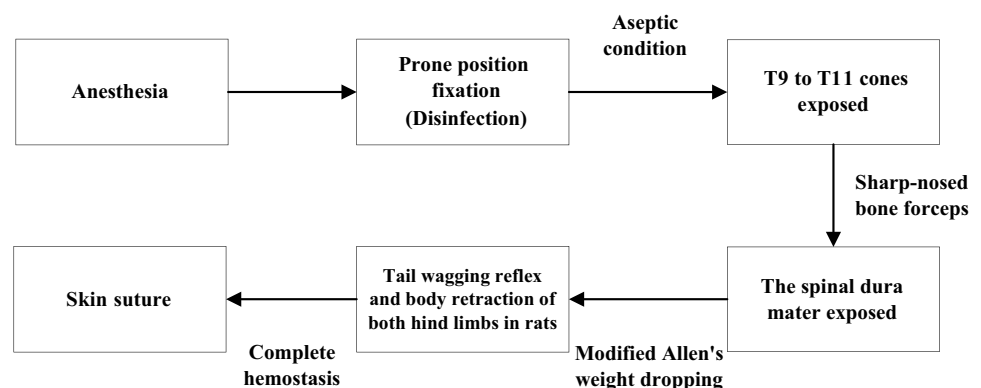 Anesthesia
Prone position
fixation
(Disinfection)
Aseptic
condition
T9 to T11 cones
exposed
Sharp-nosed
bone forceps
The spinal dura
mater exposed
Modified Allen's
weight dropping
Tail wagging reflex
and body retraction of
both hind limbs in rats
Complete
hemostasis
Skin suture